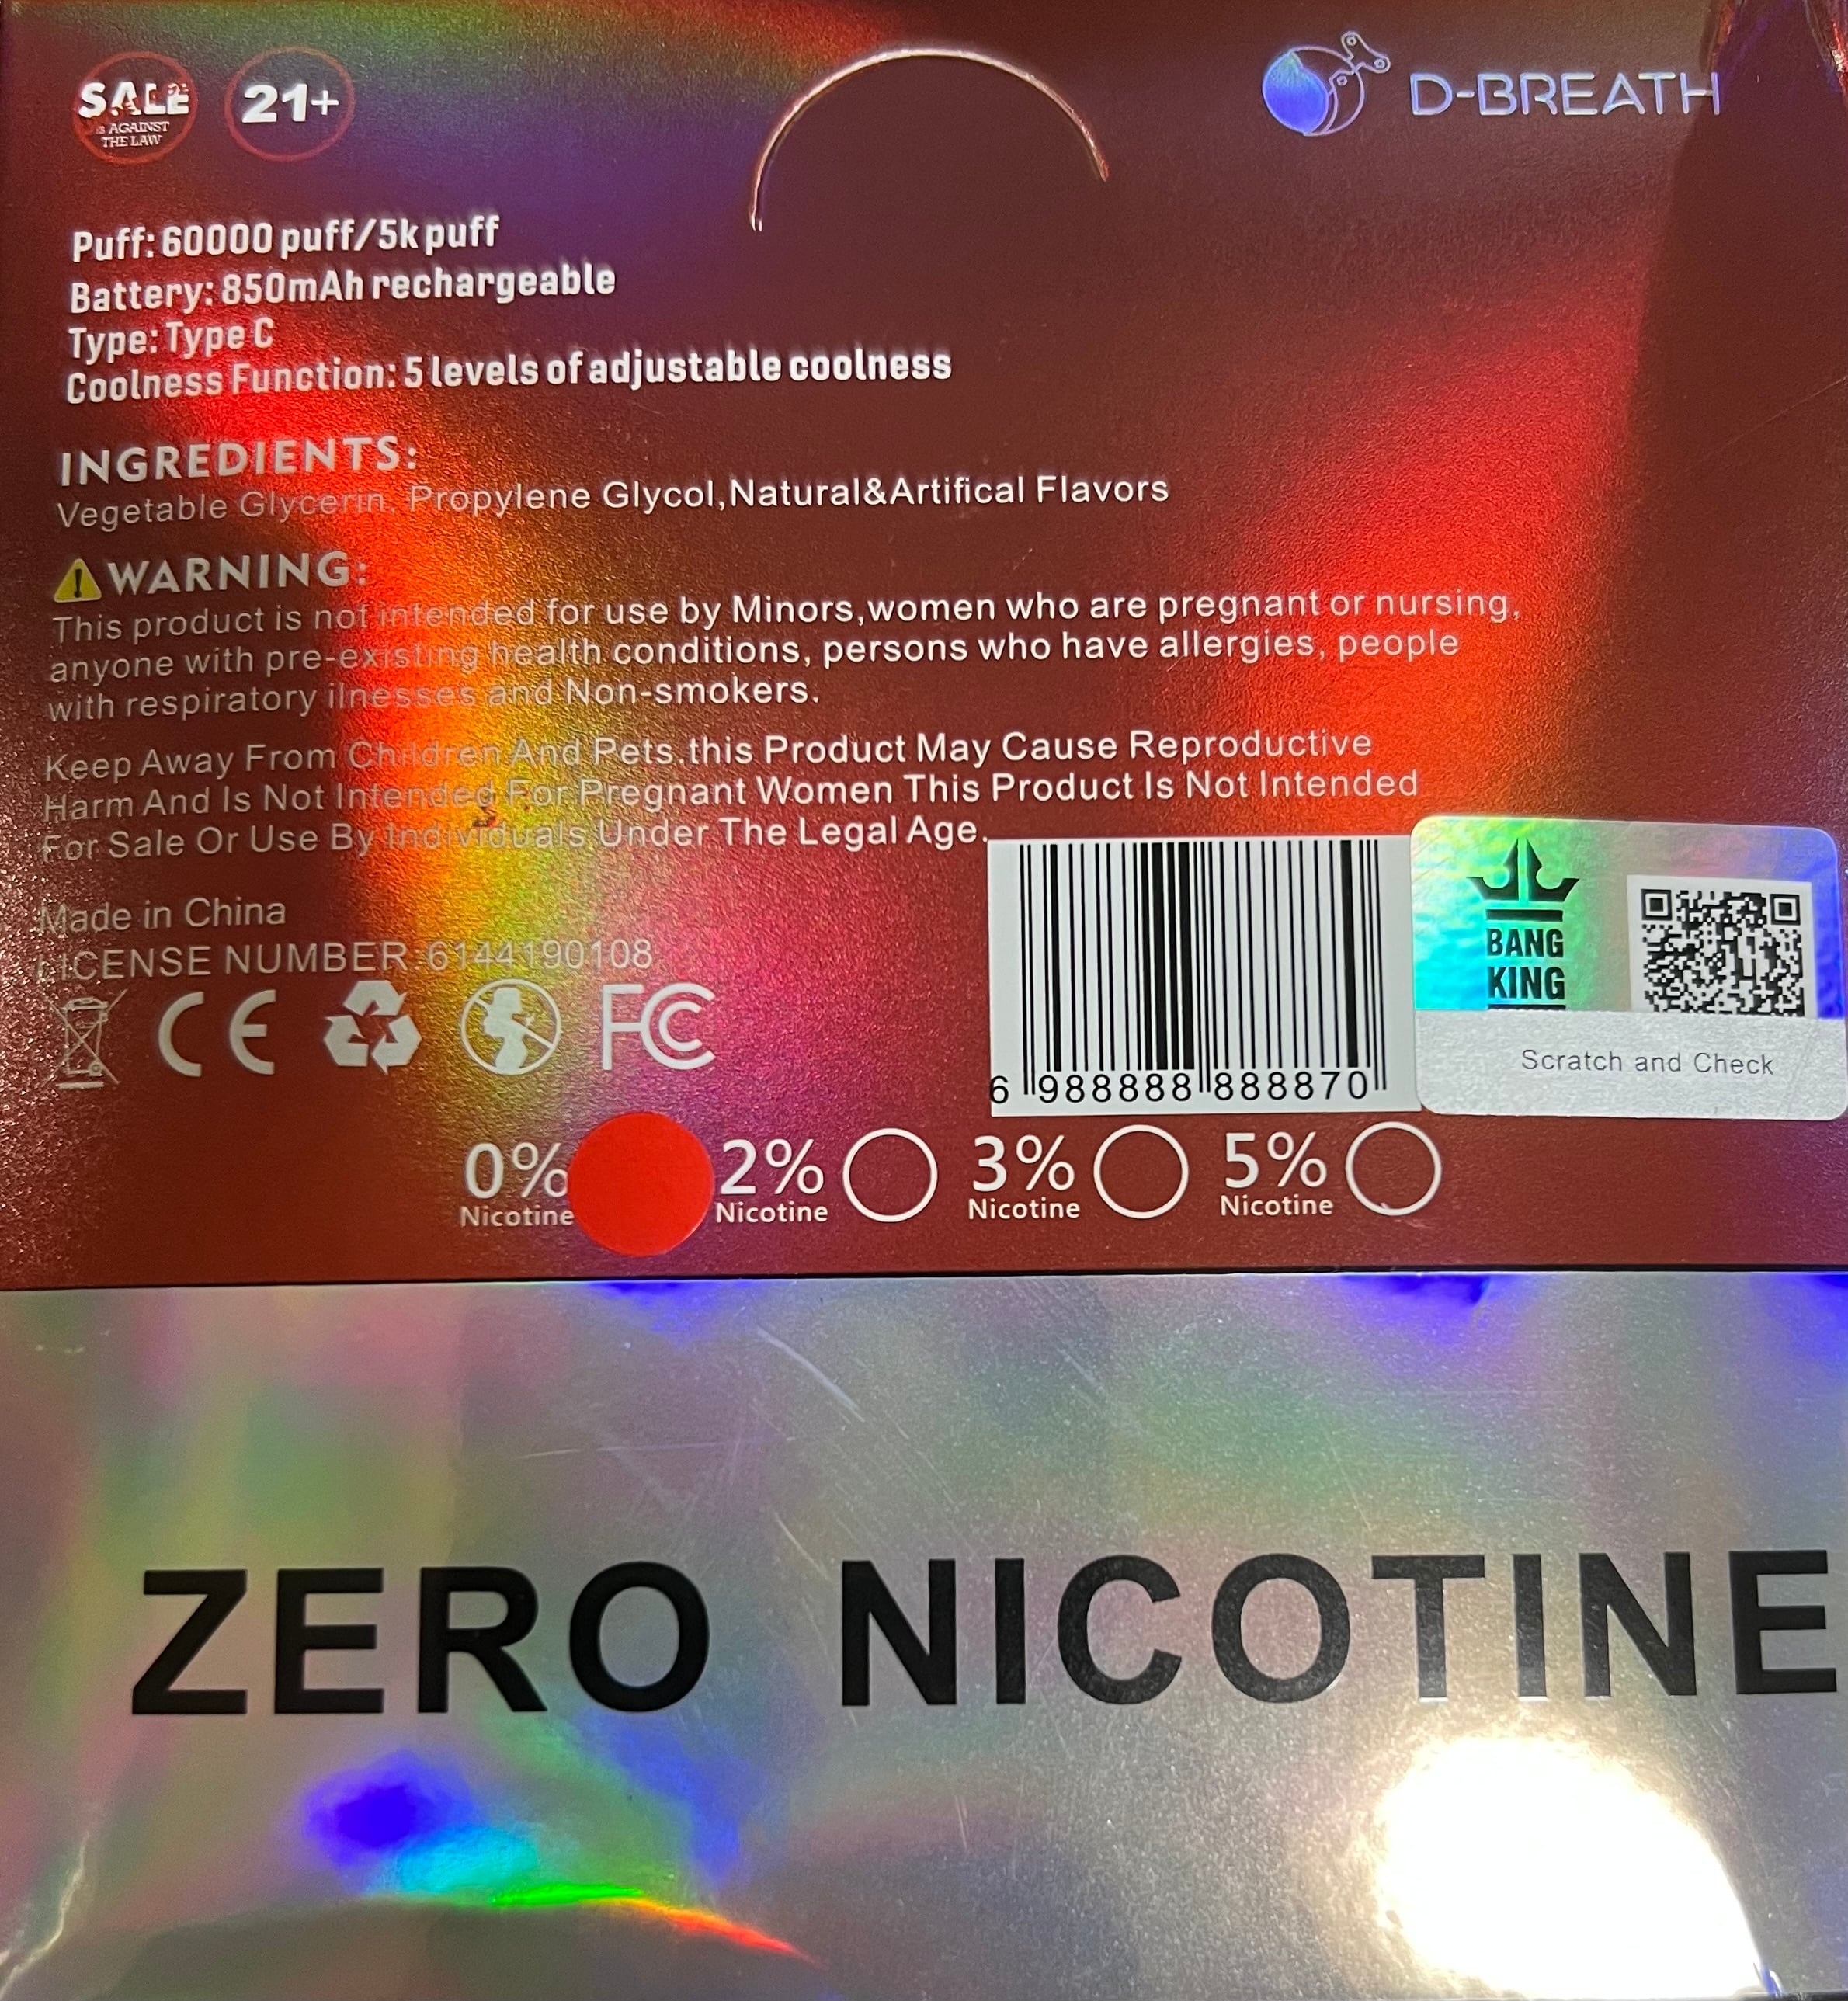 SALE
is AGAINST
THE LAW
21+
D-BREATH
Puff: 60000 puff/5k puff
Battery: 850mAh rechargeable
Type: Type C
Coolness Function: 5 levels of adjustable coolness
INGREDIENTS:
Vegetable Glycerin, Propylene Glycol,Natural&Artifical Flavors
WARNING:
This product is not intended for use by Minors,women who are pregnant or nursing,
anyone with pre-existing health conditions, persons who have allergies, people
with respiratory ilnesses and Non-smokers.
Keep Away From Children And Pets.this Product May Cause Reproductive
Harm And Is Not Intended For Pregnant Women This Product Is Not Intended
For Sale Or Use By Individuals Under The Legal Age.
Made in China
LICENSE NUMBER:6144190108
CE
FC
6 988888 888870
BANG
KING
Scratch and Check
0%
Nicotine
2%
Nicotine
3%
Nicotine
5%
Nicotine
ZERO NICOTINE